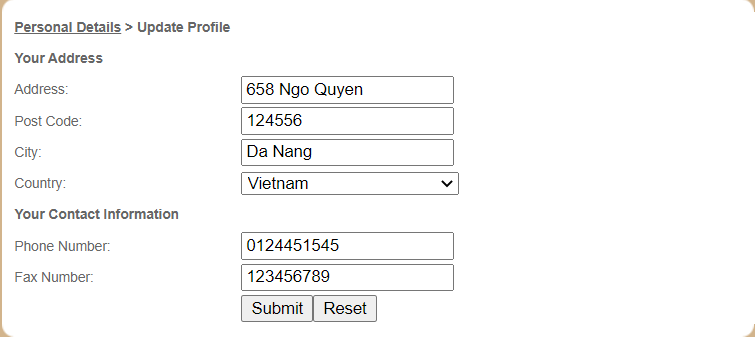 Personal Details > Update Profile
Your Address
Address: 658 Ngo Quyen
Post Code: 124556
City: Da Nang
Country: Vietnam
Your Contact Information
Phone Number: 0124451545
Fax Number: 123456789
Submit Reset